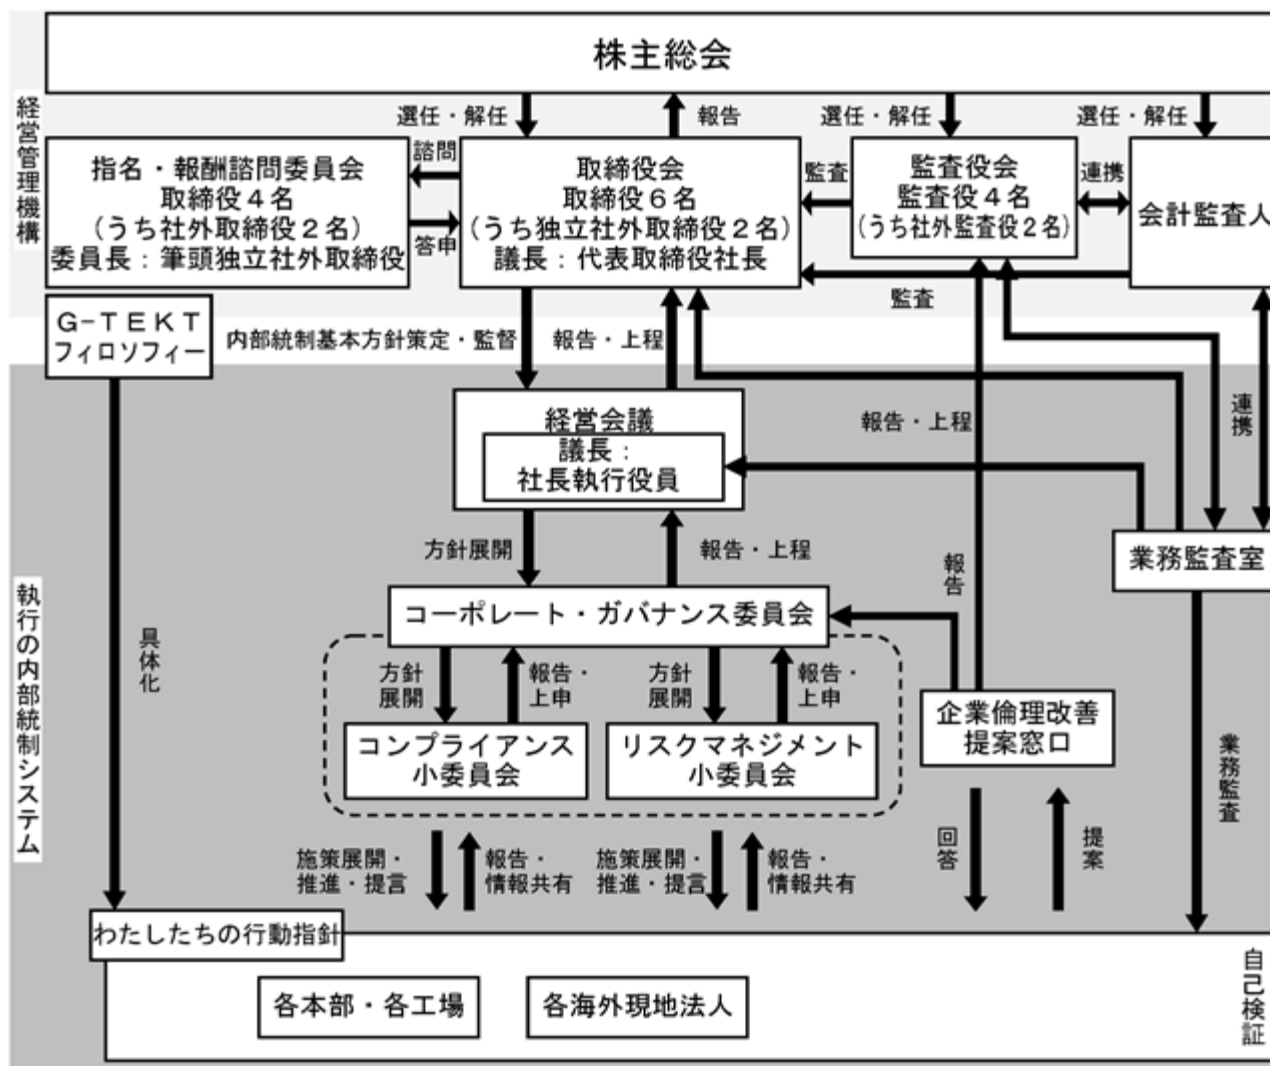 株主総会
経営管理機構
選任・解任
報告
選任・解任
選任・解任
指名・報酬諮問委員会
取締役４名
（うち社外取締役２名）
委員長：筆頭独立社外取締役
諮問
答申
取締役会
取締役６名
（うち独立社外取締役２名）
議長：代表取締役社長
監査
監査役会
監査役４名
（うち社外監査役２名）
連携
会計監査人
監査
Ｇ−ＴＥＫＴ
フィロソフィー
内部統制基本方針策定・監督
報告・上程
経営会議
議長：
社長執行役員
報告・上程
連携
方針展開
報告・上程
報告
業務監査室
執行の内部統制システム
具体化
コーポレート・ガバナンス委員会
方針
展開
報告・
上申
方針
展開
報告・
上申
コンプライアンス
小委員会
リスクマネジメント
小委員会
企業倫理改善
提案窓口
業務監査
施策展開・
推進・提言
報告・
情報共有
施策展開・
推進・提言
報告・
情報共有
回答
提案
わたしたちの行動指針
各本部・各工場
各海外現地法人
自己検証